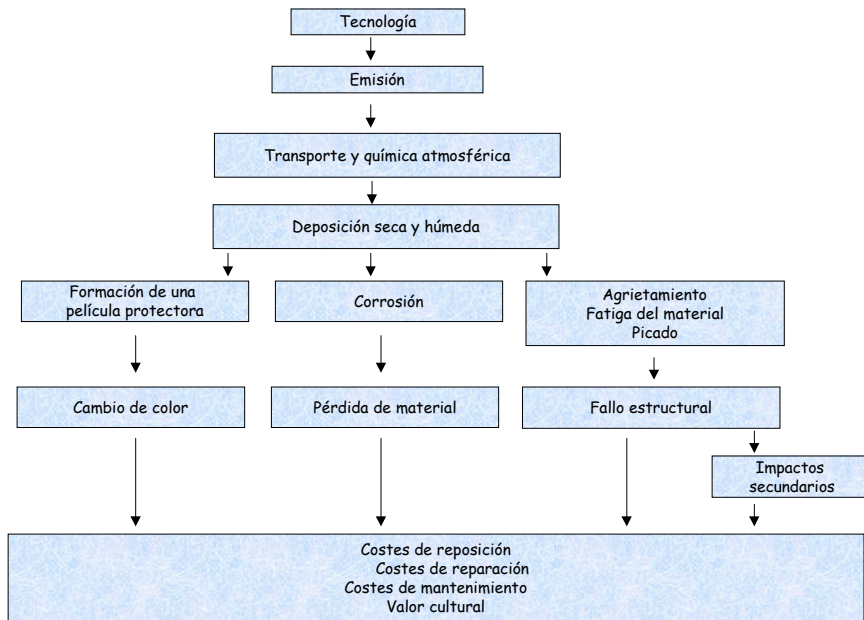 Tecnología
Emisión
Transporte y química atmosférica
Deposición seca y húmeda
Formación de una
película protectora
Corrosión
Agrietamiento
Fatiga del material
Picado
Cambio de color
Pérdida de material
Fallo estructural
Impactos
secundarios
Costes de reposición
Costes de reparación
Costes de mantenimiento
Valor cultural